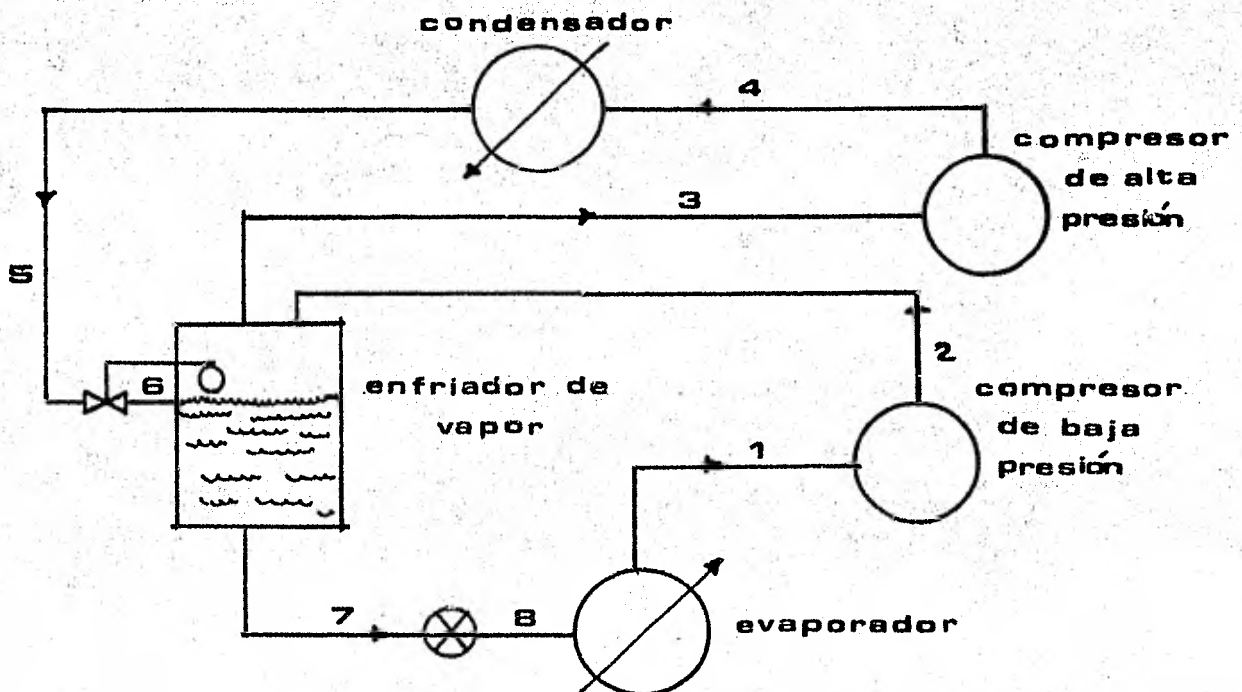 condensador
4
compresor
de alta
presión
3
5
2
6
enfriador de
vapor
compresor
de baja
presión
1
7
8
evaporador